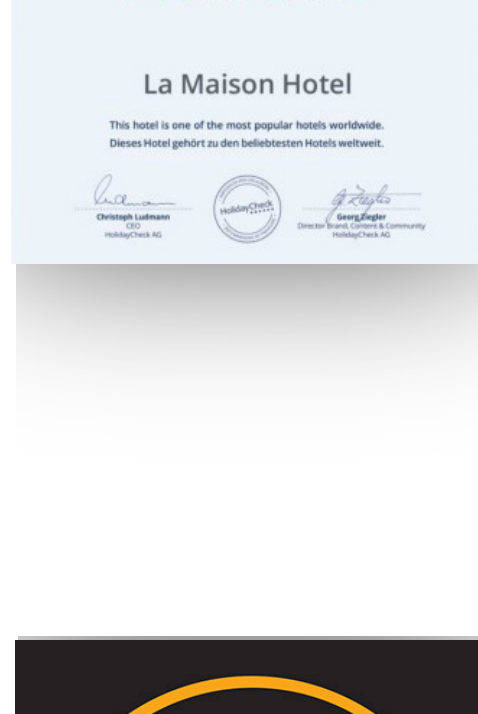 La Maison Hotel
This hotel is one of the most popular hotels worldwide.
Dieses Hotel gehört zu den beliebtesten Hotels weltweit.
HolidayCheck
Christoph Ludmann
CEO
HolidayCheck AG
Georg Ziegler
Director Brand, Content & Community
HolidayCheck AG